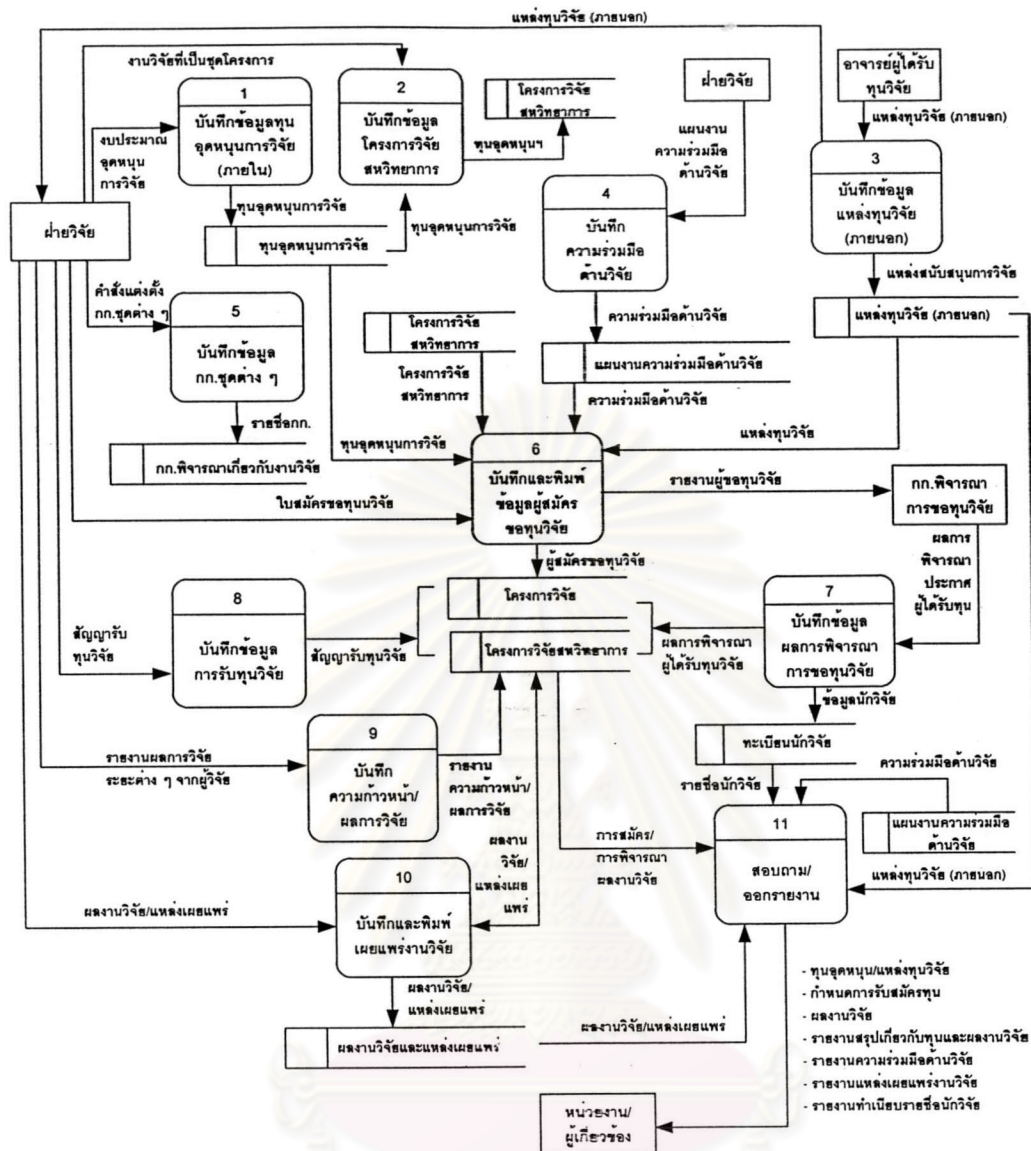 แหล่งทุนวิจัย (ภายนอก)
งานวิจัยที่เป็นชุดโครงการ
งบประมาณ
อุดหนุน
การวิจัย
1
บันทึกข้อมูลทุน
อุดหนุนการวิจัย
(ภายใน)
2
บันทึกข้อมูล
โครงการวิจัย
สหวิทยาการ
โครงการวิจัย
สหวิทยาการ
ทุนอุดหนุนฯ
ฝ่ายวิจัย
แผนงาน
ความร่วมมือ
ด้านวิจัย
อาจารย์ผู้ได้รับ
ทุนวิจัย
แหล่งทุนวิจัย (ภายนอก)
3
บันทึกข้อมูล
แหล่งทุนวิจัย
(ภายนอก)
4
บันทึก
ความร่วมมือ
ด้านวิจัย
ฝ่ายวิจัย
ทุนอุดหนุนการวิจัย
ทุนอุดหนุนการวิจัย
ทุนอุดหนุนการวิจัย
แหล่งสนับสนุนการวิจัย
แหล่งทุนวิจัย (ภายนอก)
คำสั่งแต่งตั้ง
กก.ชุดต่าง ๆ
5
บันทึกข้อมูล
กก.ชุดต่าง ๆ
รายชื่อกก.
กก.พิจารณาเกี่ยวกับงานวิจัย
โครงการวิจัย
สหวิทยาการ
โครงการวิจัย
สหวิทยาการ
ความร่วมมือด้านวิจัย
แผนงานความร่วมมือด้านวิจัย
ความร่วมมือด้านวิจัย
ทุนอุดหนุนการวิจัย
แหล่งทุนวิจัย
6
บันทึกและพิมพ์
ข้อมูลผู้สมัคร
ขอทุนวิจัย
ใบสมัครขอทุนนวิจัย
รายงานผู้ขอทุนวิจัย
กก.พิจารณา
การขอทุนวิจัย
ผลการ
พิจารณา
ประกาศ
ผู้ได้รับทุน
ผู้สมัครขอทุนวิจัย
โครงการวิจัย
โครงการวิจัยสหวิทยาการ
7
บันทึกข้อมูล
ผลการพิจารณา
การขอทุนวิจัย
ผลการพิจารณา
ผู้ได้รับทุนวิจัย
8
บันทึกข้อมูล
การรับทุนวิจัย
สัญญารับ
ทุนวิจัย
สัญญารับทุนวิจัย
ข้อมูลนักวิจัย
ทะเบียนนักวิจัย
รายชื่อนักวิจัย
ความร่วมมือด้านวิจัย
แผนงานความร่วมมือ
ด้านวิจัย
แหล่งทุนวิจัย (ภายนอก)
9
บันทึก
ความก้าวหน้า/
ผลการวิจัย
รายงานผลการวิจัย
ระยะต่าง ๆ จากผู้วิจัย
รายงาน
ความก้าวหน้า/
ผลการวิจัย
ผลงาน
วิจัย/
แหล่งเผย
แพร่
การสมัคร/
การพิจารณา
ผลงานวิจัย
11
สอบถาม/
ออกรายงาน
10
บันทึกและพิมพ์
เผยแพร่งานวิจัย
ผลงานวิจัย/แหล่งเผยแพร่
ผลงานวิจัย/
แหล่งเผยแพร่
ผลงานวิจัยและแหล่งเผยแพร่
ผลงานวิจัย/แหล่งเผยแพร่
- ทุนอุดหนุน/แหล่งทุนวิจัย
- กำหนดการรับสมัครทุน
- ผลงานวิจัย
- รายงานสรุปเกี่ยวกับทุนและผลงานวิจัย
- รายงานความร่วมมือด้านวิจัย
- รายงานแหล่งเผยแพร่งานวิจัย
- รายงานทำเนียบรายชื่อนักวิจัย
หน่วยงาน/
ผู้เกี่ยวข้อง